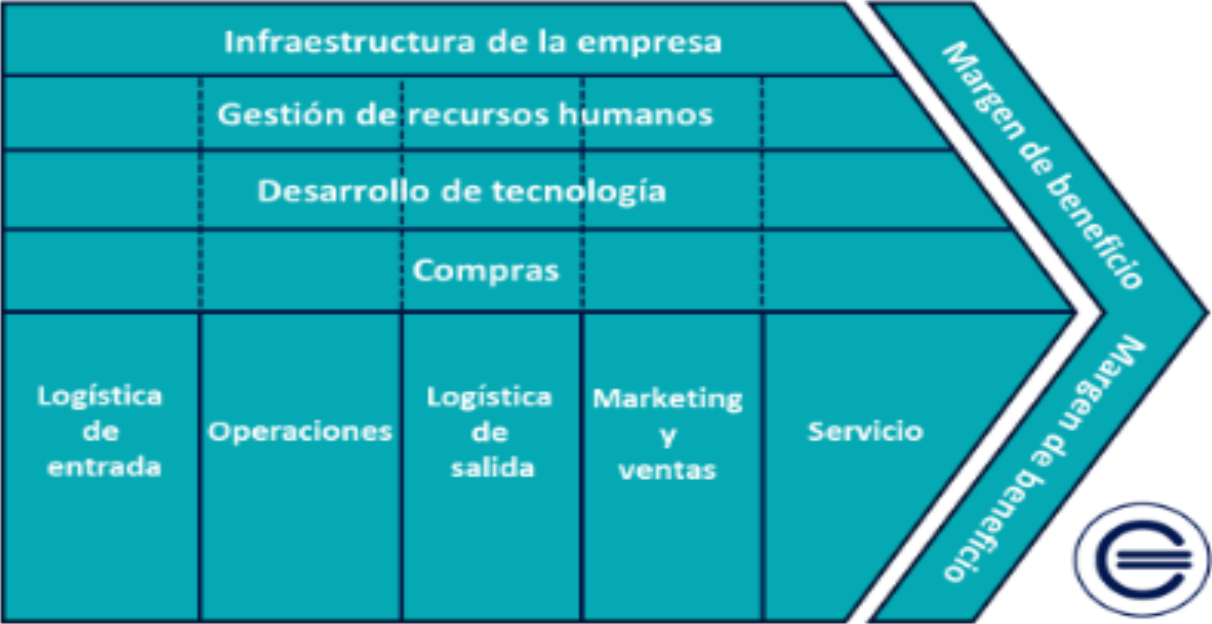 Infraestructura de la empresa
Gestión de recursos humanos
Desarrollo de tecnología
Compras
Logística
de
entrada
Operaciones
Logística
de
salida
Marketing
y
ventas
Servicio
Margen de beneficio
Margen de beneficio